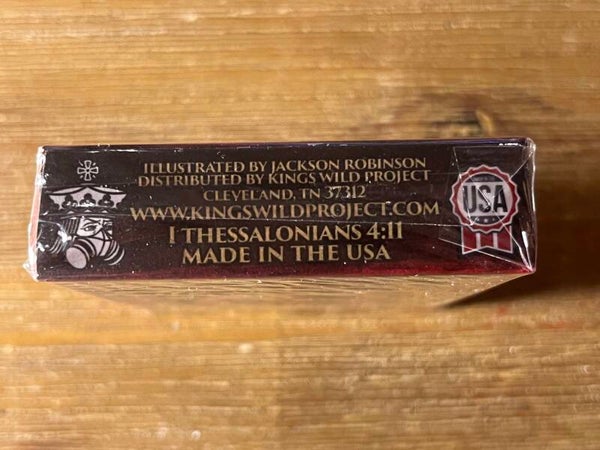 ILLUSTRATED BY JACKSON ROBINSON
DISTRIBUTED BY KINGS WILD PROJECT
CLEVELAND, TN 37312
WWW.KINGSWILDPROJECT.COM
I THESSALONIANS 4:11
MADE IN THE USA
USA